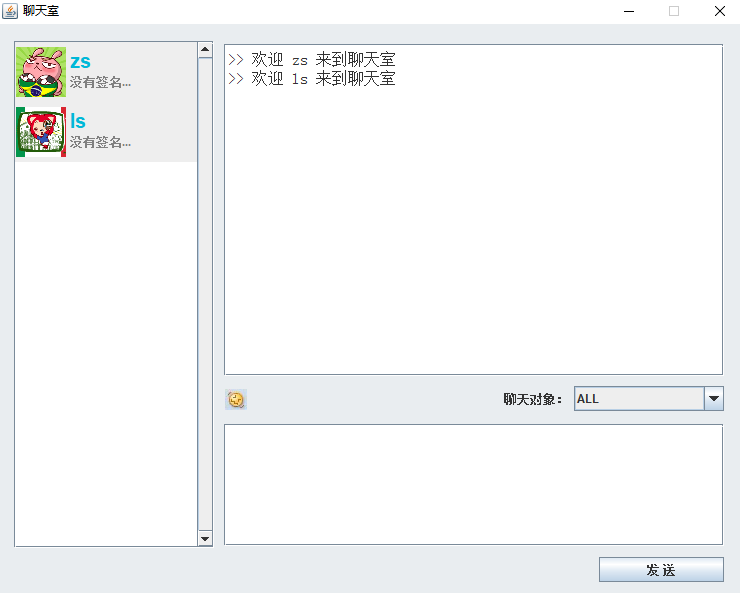 聊天室
zs
没有签名...
ls
没有签名...
>> 欢迎 zs 来到聊天室
>> 欢迎 ls 来到聊天室
聊天对象： ALL
发 送